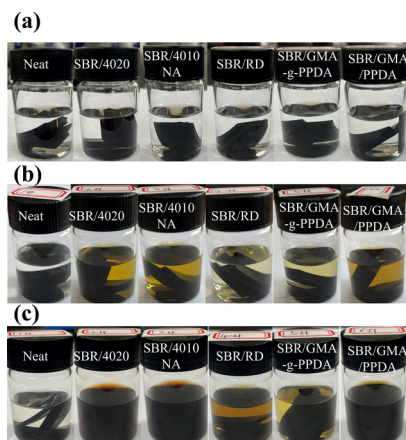 (a)
Neat
SBR/4020
SBR/4010
NA
SBR/RD
SBR/GMA
-g-PPDA
SBR/GMA
/PPDA
(b)
Neat
SBR/4020
SBR/4010
NA
SBR/RD
SBR/GMA
-g-PPDA
SBR/GMA
/PPDA
(c)
Neat
SBR/4020
SBR/4010
NA
SBR/RD
SBR/GMA
-g-PPDA
SBR/GMA
/PPDA